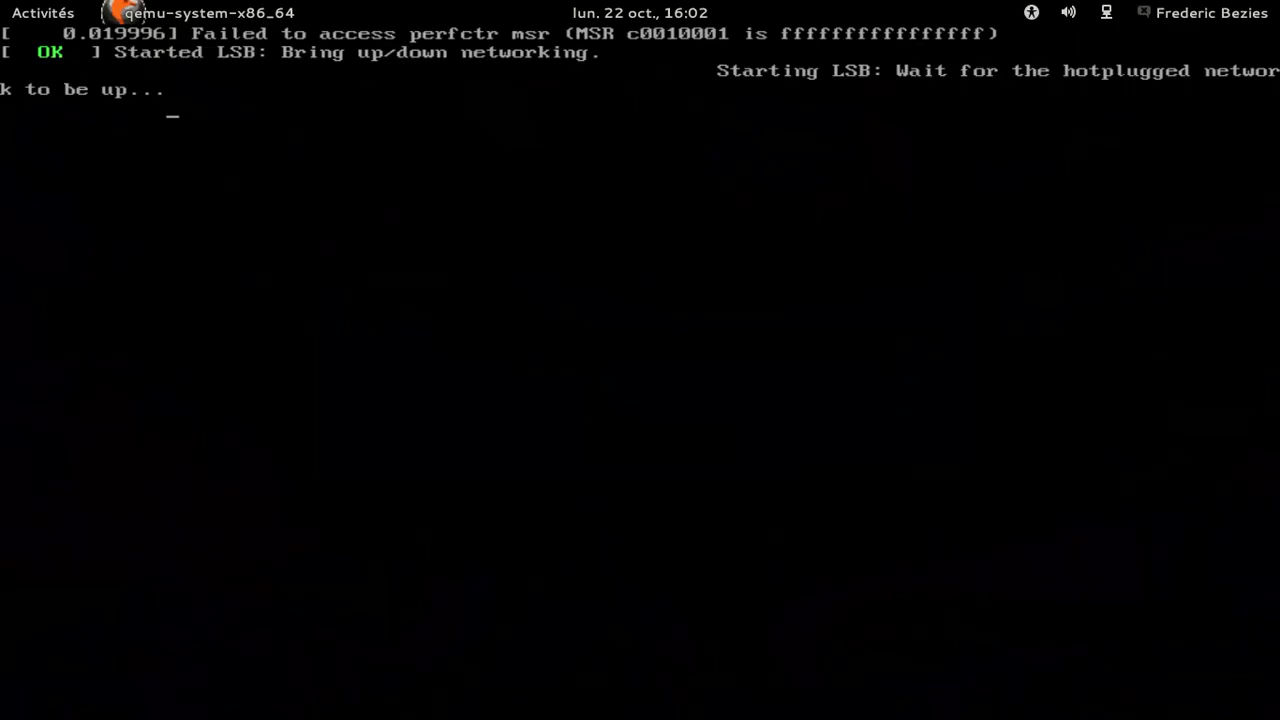 Activités qemu-system-x86_64 lun. 22 oct., 16:02 Frederic Bezies
[    0.019996] Failed to access perfctr msr (MSR c0010001 is ffffffffffffffff)
[  OK  ] Started LSB: Bring up/down networking.
Starting LSB: Wait for the hotplugged networ
k to be up...